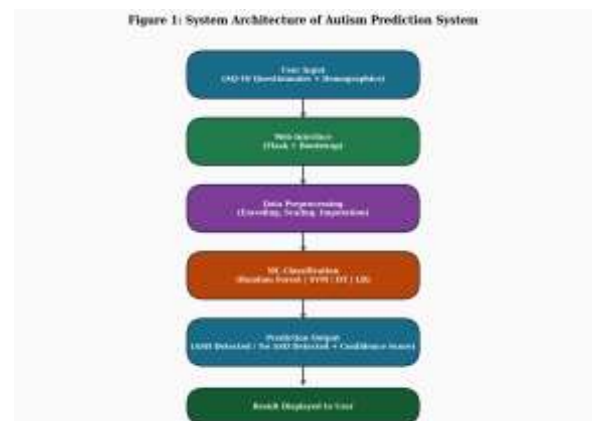 Figure 1: System Architecture of Autism Prediction System
User Input
(AQ-10 Questionnaire + Demographics)
Web Interface
(Flask + Bootstrap)
Data Preprocessing
(Encoding, Scaling, Imputation)
ML Classification
(Random Forest | SVM | DT | LR)
Prediction Output
(ASD Detected / No ASD Detected + Confidence Score)
Result Displayed to User